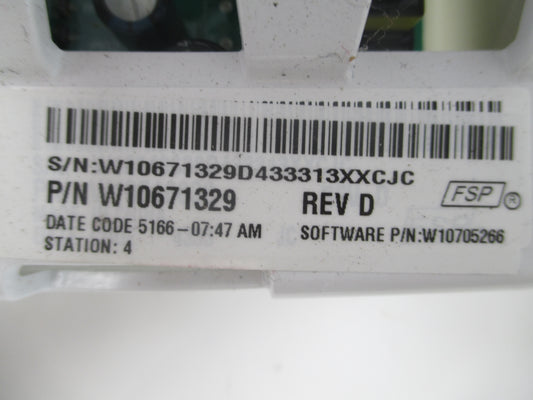 S/N:W10671329D433313XXCJC
P/N W10671329 REV D FSP®
DATE CODE 5166-07:47 AM SOFTWARE P/N:W10705266
STATION: 4